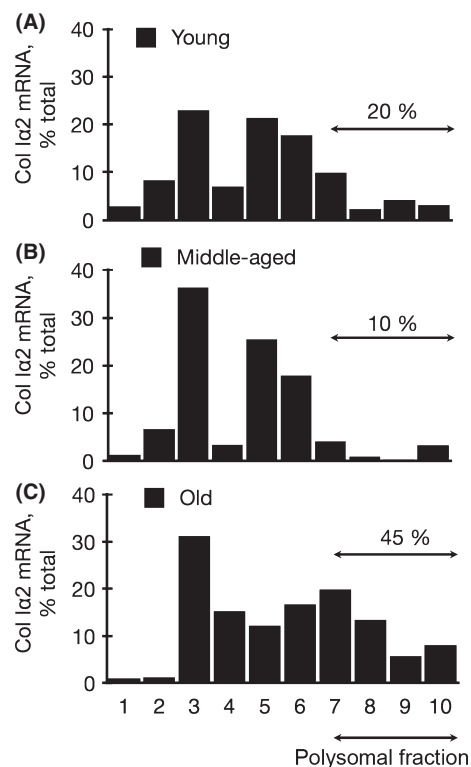 (A)
Young
Col Iα2 mRNA,
% total
40
30
20
10
0
20 %
(B)
Middle-aged
Col Iα2 mRNA,
% total
40
30
20
10
0
10 %
(C)
Old
Col Iα2 mRNA,
% total
40
30
20
10
0
45 %
1 2 3 4 5 6 7 8 9 10
Polysomal fraction